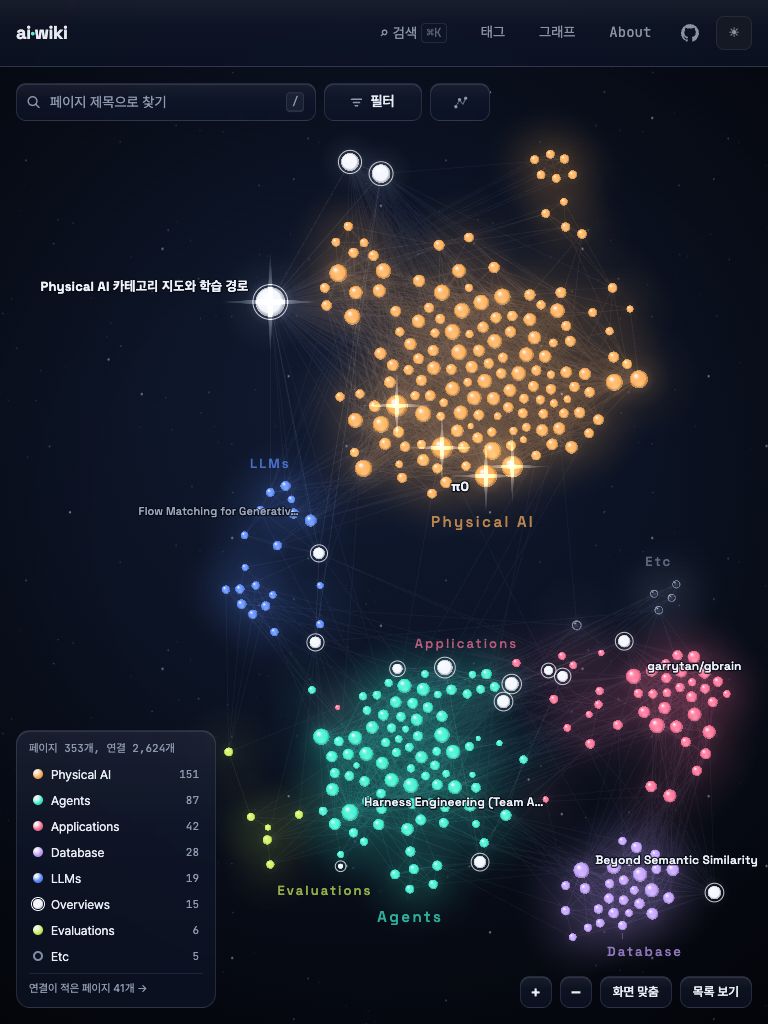 ai·wiki
검색 ⌘K
태그
그래프
About
페이지 제목으로 찾기 /
필터
Physical AI 카테고리 지도와 학습 경로
LLMs
π0
Flow Matching for Generativ…
Physical AI
Etc
Applications
garrytan/gbrain
페이지 353개, 연결 2,624개
Physical AI 151
Agents 87
Applications 42
Database 28
LLMs 19
Overviews 15
Evaluations 6
Etc 5
연결이 적은 페이지 41개 →
Harness Engineering (Team A…
Beyond Semantic Similarity
Evaluations
Agents
Database
+
−
화면 맞춤
목록 보기